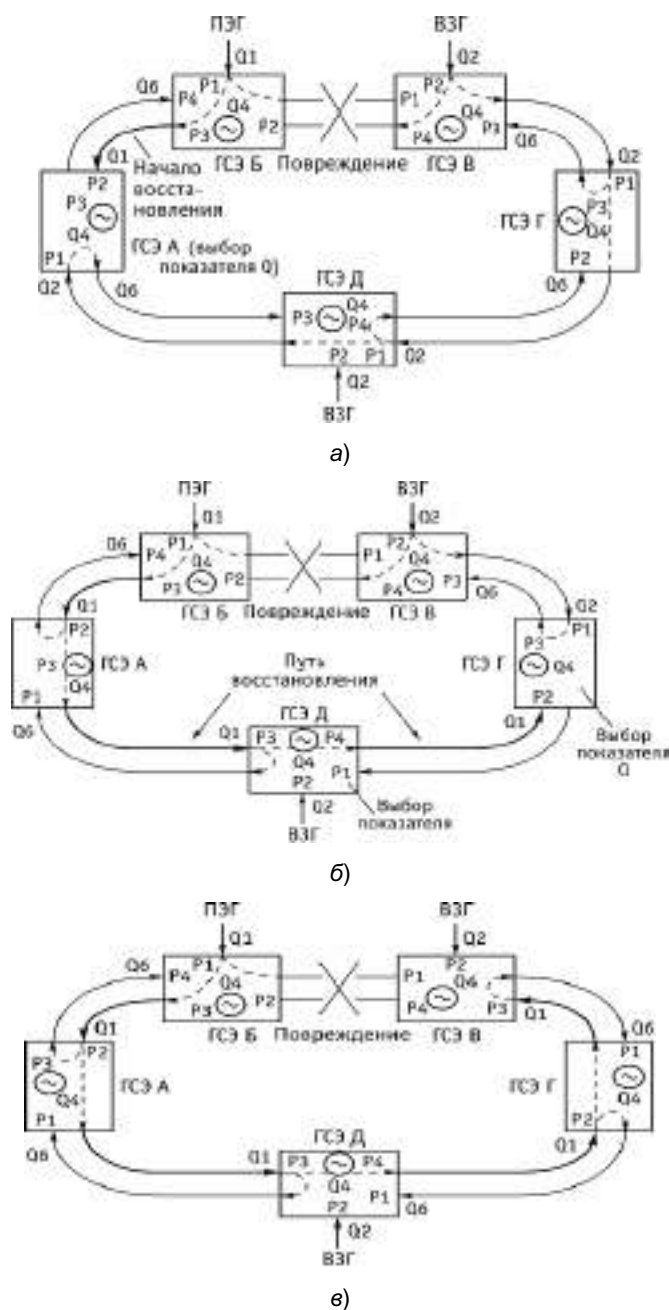 ПЭГ
ВЗГ
Q1
Q2
Q6
P1
P4
Q4
P3
P2
P1
P2
Q4
P4
P3
Q6
ГСЭ Б
Повреждение
ГСЭ В
Q1
Начало
восста-
новления
Q2
P2
P3
Q4
P1
ГСЭ А (выбор
показателя Q)
ГСЭ Г
P1
P3
Q4
P2
Q2
Q6
ГСЭ Д
Q6
P3
Q4
P4
P2
P1
Q2
Q2
ВЗГ
а)
ПЭГ
ВЗГ
Q1
Q2
Q6
P1
P4
Q4
P3
P2
P1
P2
Q4
P4
P3
Q6
ГСЭ Б
Повреждение
ГСЭ В
Q1
Q2
P2
P3
Q4
P1
ГСЭ А
Путь
восстановления
ГСЭ Г
P1
P3
Q4
P2
Q6
Q1
ГСЭ Д
Q1
P3
P4
Q4
P2
P1
Выбор
показателя
Q
Q2
Выбор
показателя
ВЗГ
б)
ПЭГ
ВЗГ
Q1
Q2
Q6
P1
P4
Q4
P3
P2
P1
P2
Q4
P4
P3
Q1
ГСЭ Б
Повреждение
ГСЭ В
Q1
Q6
P3
P2
Q4
P1
ГСЭ А
ГСЭ Г
P1
Q4
P2
Q6
Q1
ГСЭ Д
Q1
P3
P4
Q4
P1
P2
Q6
Q2
ВЗГ
в)